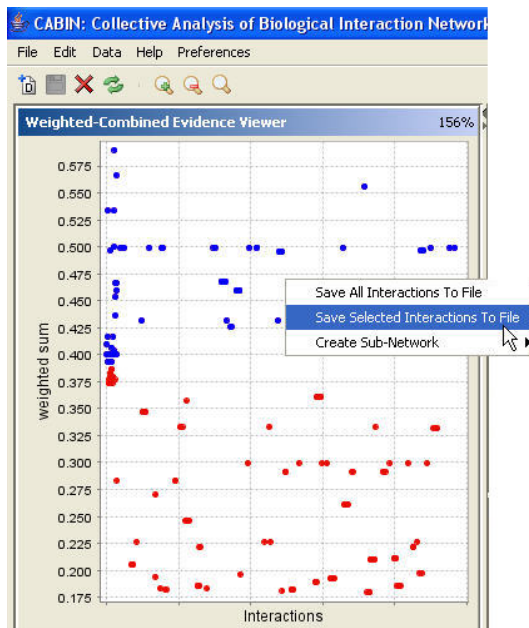 CABIN: Collective Analysis of Biological Interaction Network
File Edit Data Help Preferences
Weighted-Combined Evidence Viewer 156%
0.575
0.550
0.525
0.500
0.475
0.450
0.425
0.400
0.375
0.350
0.325
0.300
0.275
0.250
0.225
0.200
0.175
weighted sum
Interactions
Save All Interactions To File
Save Selected Interactions To File
Create Sub-Network